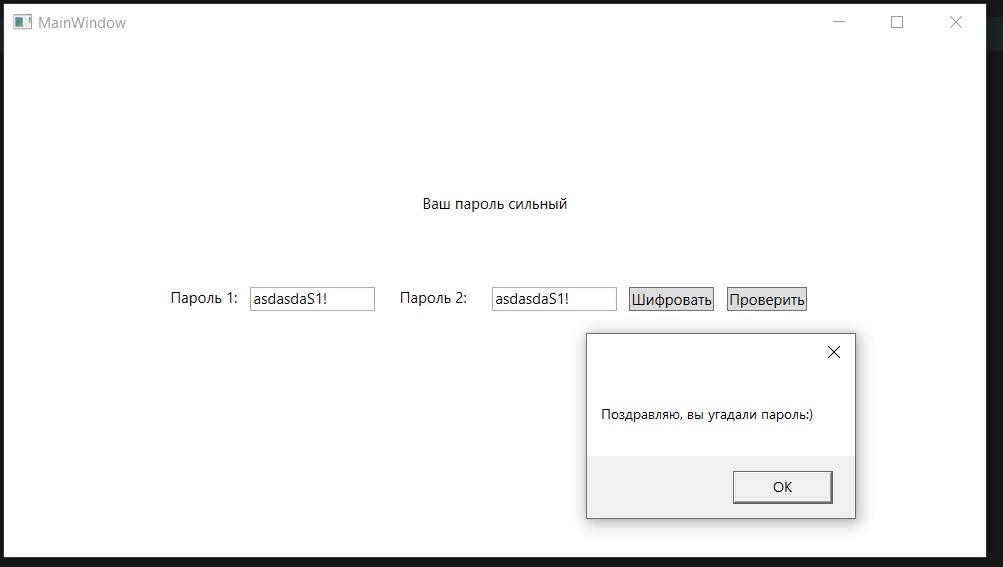 MainWindow
Ваш пароль сильный
Пароль 1: asdasdaS1! Пароль 2: asdasdaS1! Шифровать Проверить
Поздравляю, вы угадали пароль:)
OK